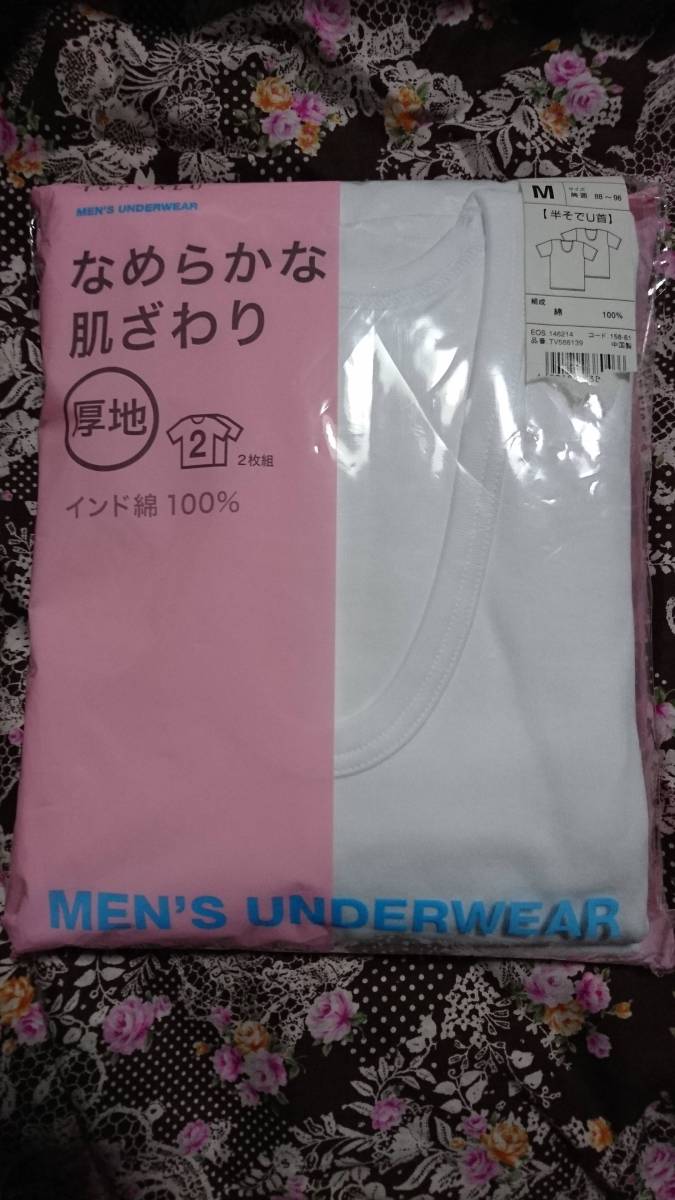 MEN'S UNDERWEAR
なめらかな
肌ざわり
厚地
2
2枚組
インド綿 100%
M サイズ 胸囲 88〜96
【半そでU首】
組成
綿 100%
EOS 146214 コード 158-61
品番 TV588139 中国製
MEN'S UNDERWEAR